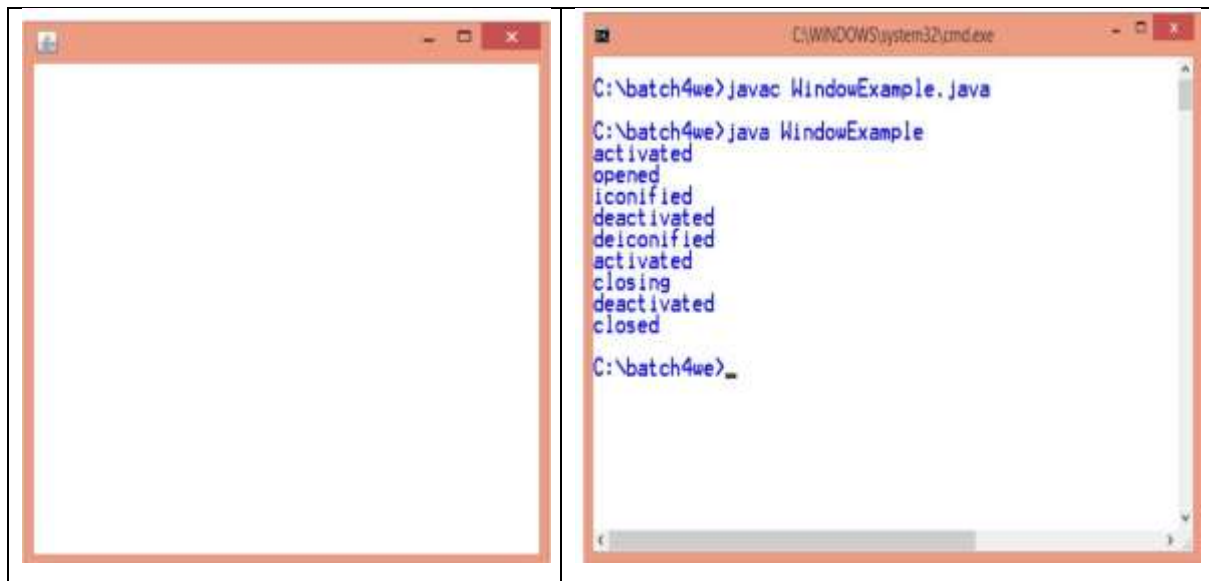 C:\WINDOWS\system32\cmd.exe
C:\batch4we>javac WindowExample.java
C:\batch4we>java WindowExample
activated
opened
iconified
deactivated
deiconified
activated
closing
deactivated
closed
C:\batch4we>_